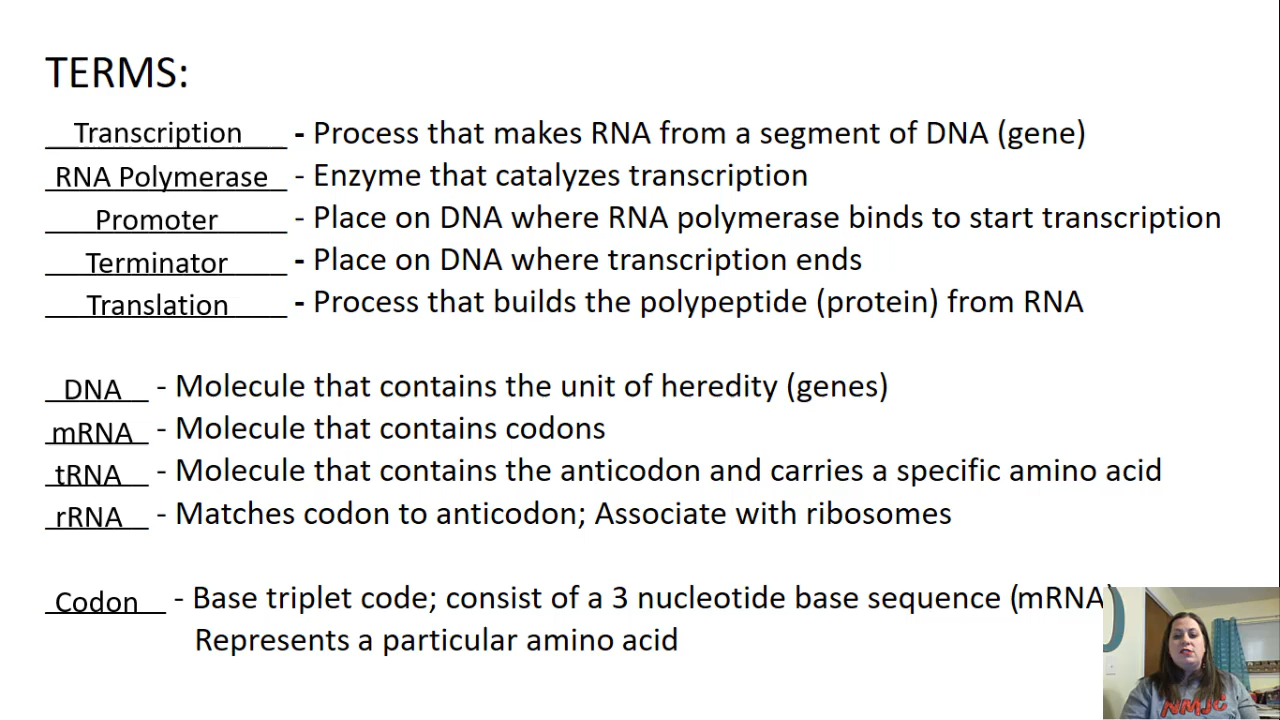 TERMS:
Transcription - Process that makes RNA from a segment of DNA (gene)
RNA Polymerase - Enzyme that catalyzes transcription
Promoter - Place on DNA where RNA polymerase binds to start transcription
Terminator - Place on DNA where transcription ends
Translation - Process that builds the polypeptide (protein) from RNA
DNA - Molecule that contains the unit of heredity (genes)
mRNA - Molecule that contains codons
tRNA - Molecule that contains the anticodon and carries a specific amino acid
rRNA - Matches codon to anticodon; Associate with ribosomes
Codon - Base triplet code; consist of a 3 nucleotide base sequence (mRNA)
Represents a particular amino acid
NMJC